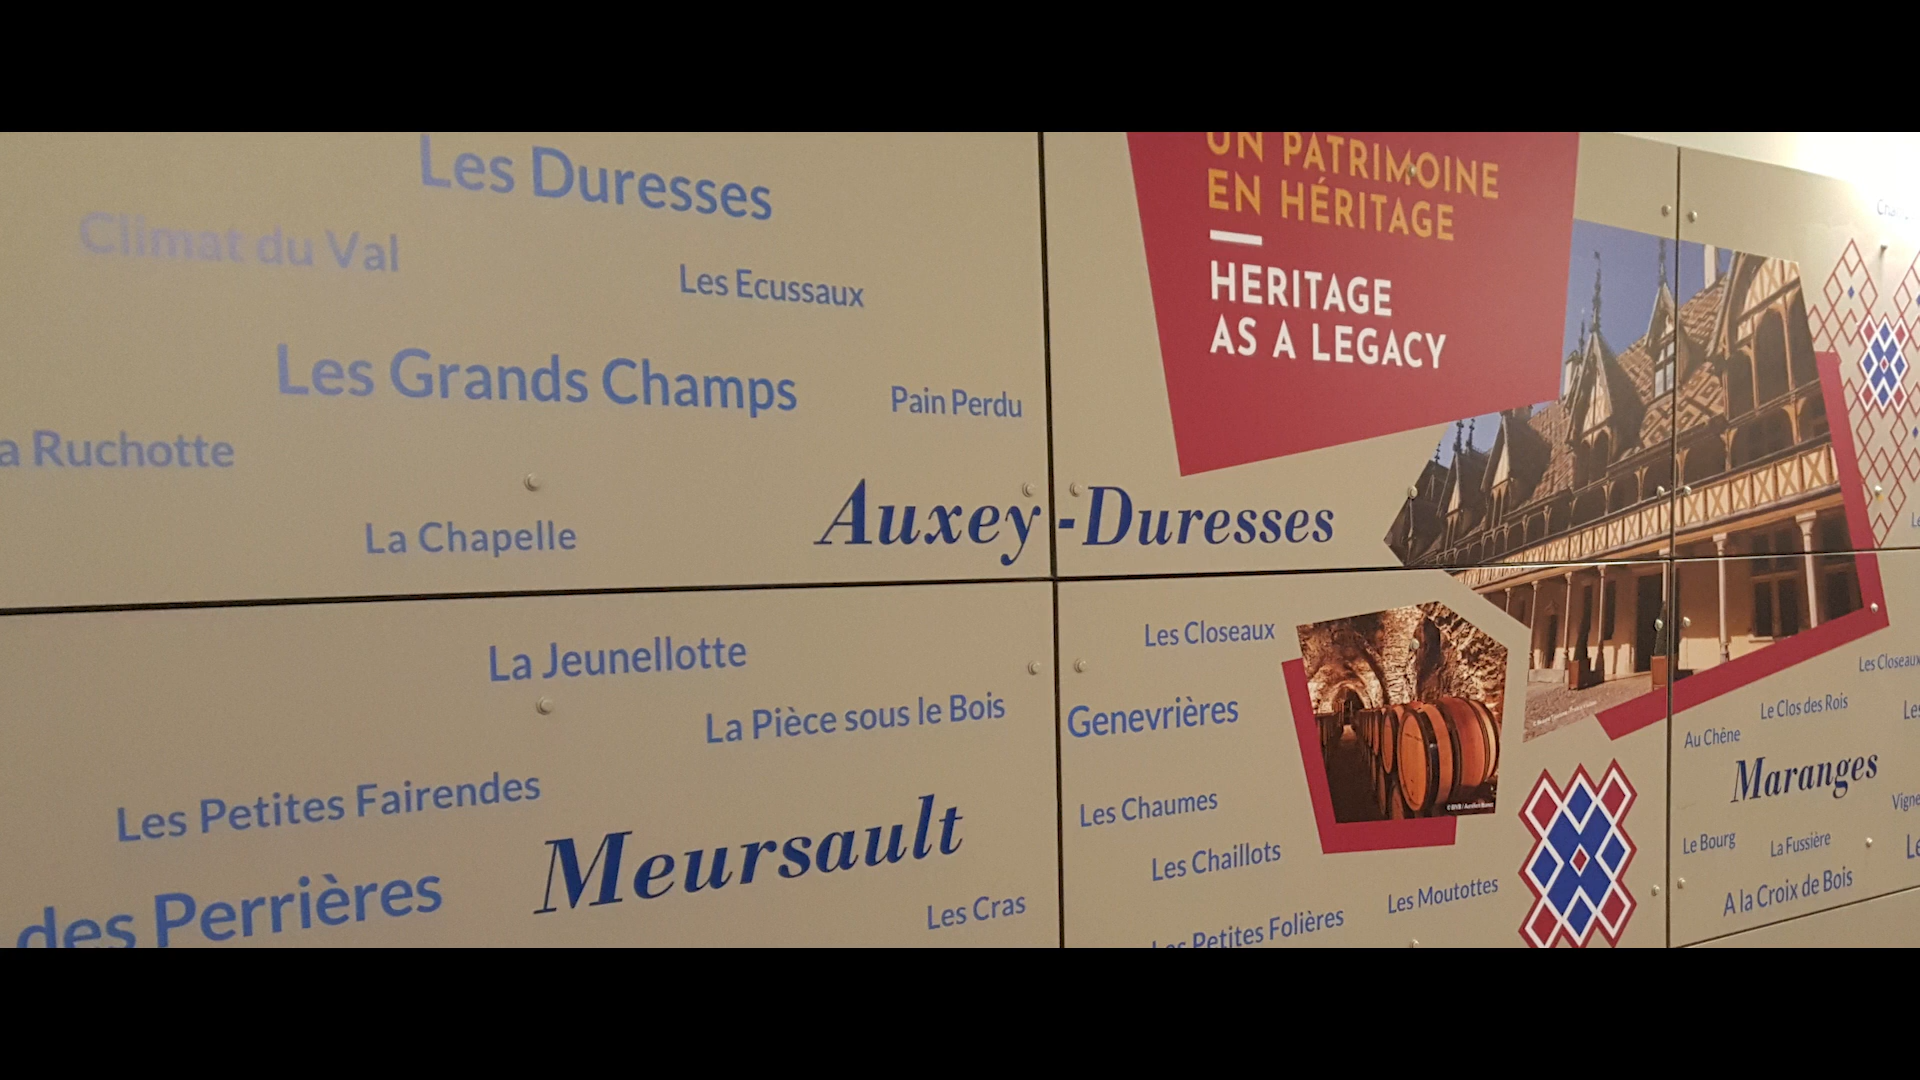 Les Duresses
Climat du Val
Les Ecussaux
Les Grands Champs
Pain Perdu
a Ruchotte
La Chapelle
Auxey-Duresses
UN PATRIMOINE
EN HÉRITAGE
HERITAGE
AS A LEGACY
La Jeunellotte
La Pièce sous le Bois
Les Petites Fairendes
Meursault
des Perrières
Les Cras
Les Closeaux
Genevrières
Les Chaumes
Les Chaillots
Les Moutottes
Les Petites Folières
Les Closeaux
Le Clos des Rois
Au Chêne
Maranges
Vigne
Le Bourg
La Fussière
A la Croix de Bois